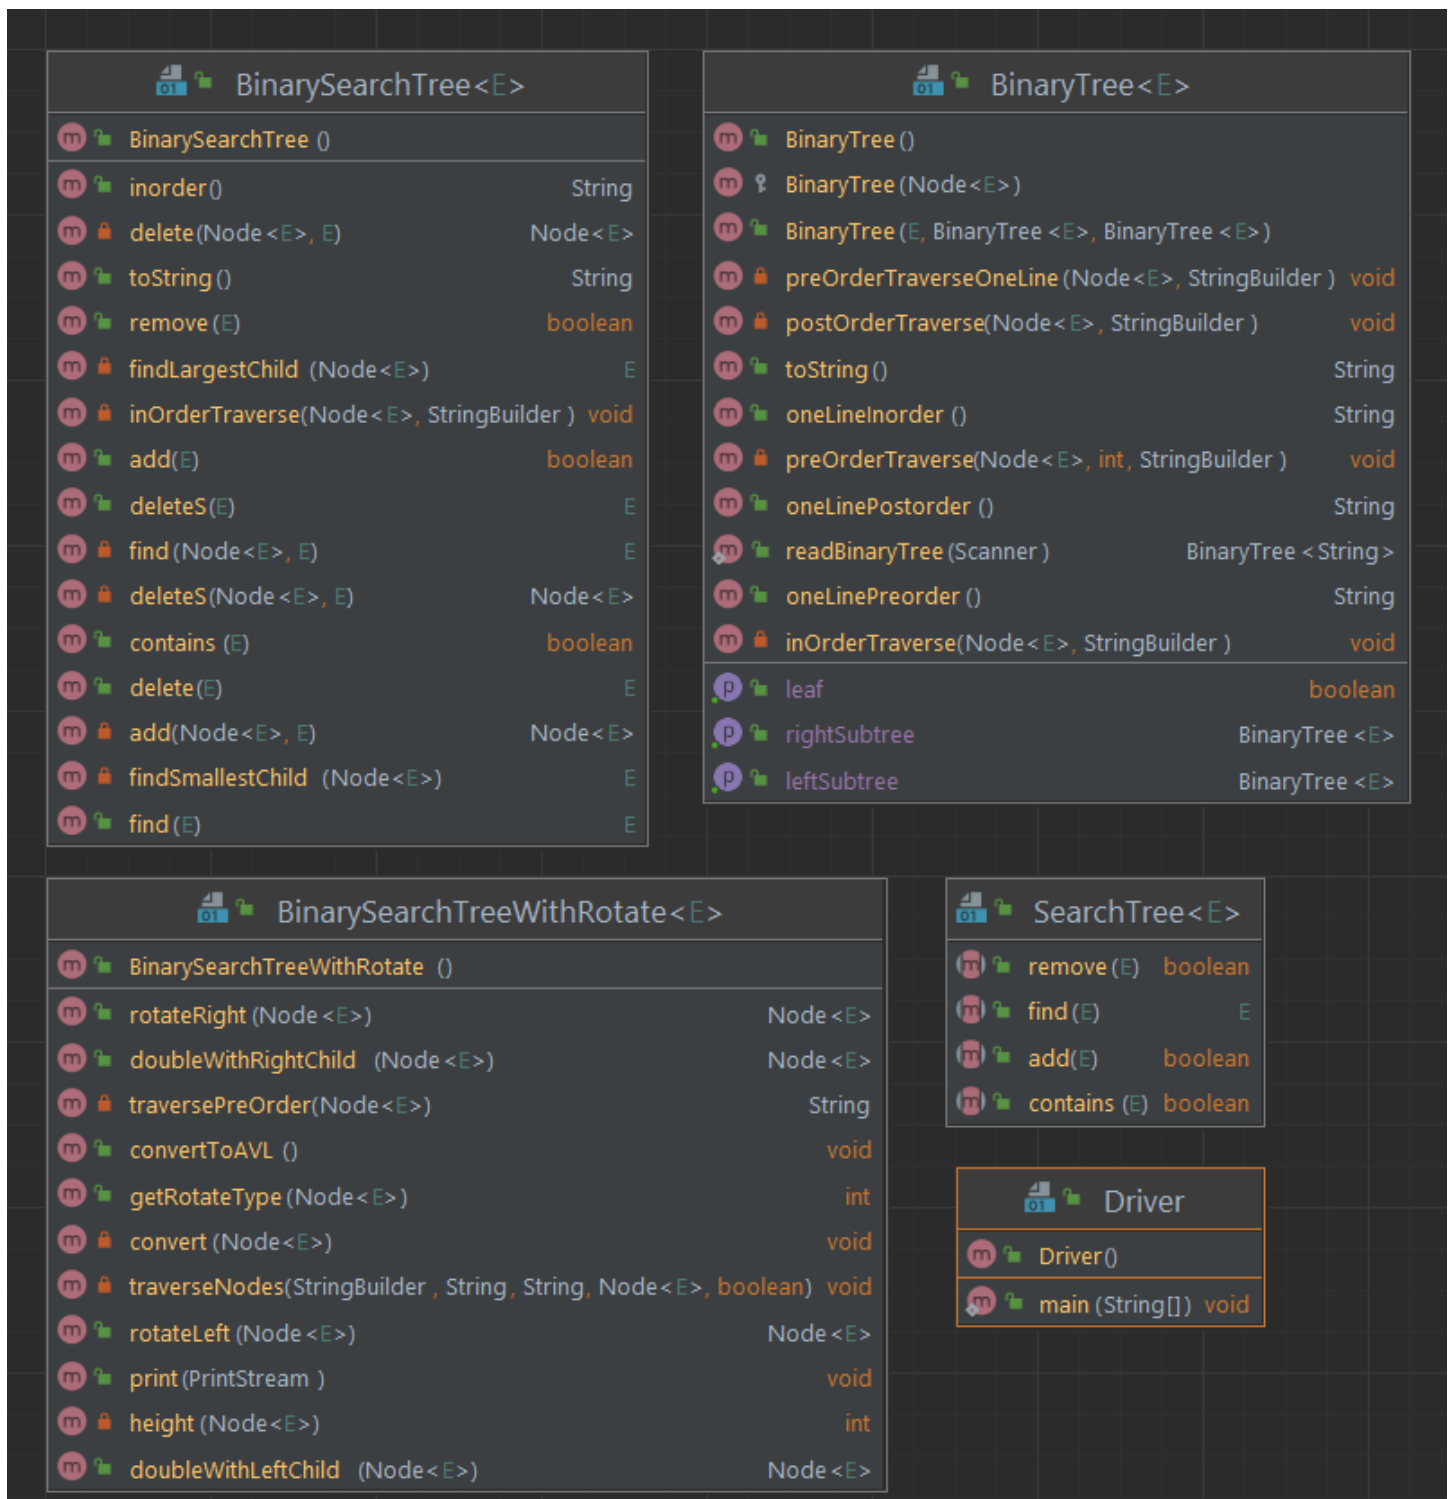 BinarySearchTree<E>
BinarySearchTree ()
inorder() String
delete(Node<E>, E) Node<E>
toString() String
remove(E) boolean
findLargestChild (Node<E>) E
inOrderTraverse(Node<E>, StringBuilder ) void
add(E) boolean
deleteS(E) E
find(Node<E>, E) E
deleteS(Node<E>, E) Node<E>
contains (E) boolean
delete(E) E
add(Node<E>, E) Node<E>
findSmallestChild (Node<E>) E
find(E) E
BinaryTree<E>
BinaryTree()
BinaryTree(Node<E>)
BinaryTree(E, BinaryTree <E>, BinaryTree <E>)
preOrderTraverseOneLine(Node<E>, StringBuilder ) void
postOrderTraverse(Node<E>, StringBuilder ) void
toString() String
oneLineInorder () String
preOrderTraverse(Node<E>, int, StringBuilder ) void
oneLinePostorder () String
readBinaryTree(Scanner ) BinaryTree <String>
oneLinePreorder () String
inOrderTraverse(Node<E>, StringBuilder ) void
leaf boolean
rightSubtree BinaryTree <E>
leftSubtree BinaryTree <E>
BinarySearchTreeWithRotate<E>
BinarySearchTreeWithRotate ()
rotateRight(Node<E>) Node<E>
doubleWithRightChild (Node<E>) Node<E>
traversePreOrder(Node<E>) String
convertToAVL () void
getRotateType(Node<E>) int
convert(Node<E>) void
traverseNodes(StringBuilder , String, String, Node<E>, boolean) void
rotateLeft(Node<E>) Node<E>
print(PrintStream ) void
height(Node<E>) int
doubleWithLeftChild (Node<E>) Node<E>
SearchTree<E>
remove(E) boolean
find(E) E
add(E) boolean
contains (E) boolean
Driver
Driver()
main(String[]) void